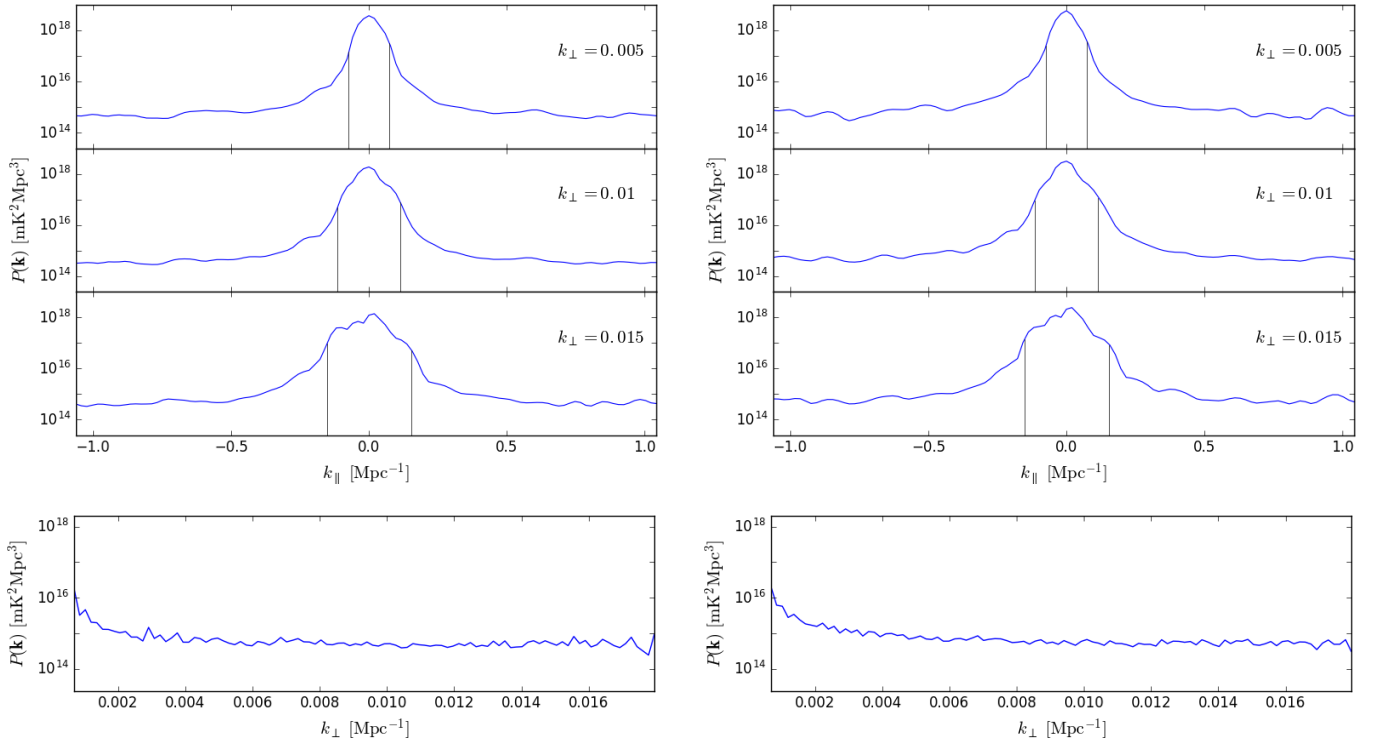 10^18
10^16
10^14
k⊥ = 0.005
10^18
10^16
10^14
k⊥ = 0.01
10^18
10^16
10^14
k⊥ = 0.015
P(k) [mK²Mpc³]
−1.0 −0.5 0.0 0.5 1.0
k∥ [Mpc⁻¹]
10^18
10^16
10^14
k⊥ = 0.005
10^18
10^16
10^14
k⊥ = 0.01
10^18
10^16
10^14
k⊥ = 0.015
P(k) [mK²Mpc³]
−1.0 −0.5 0.0 0.5 1.0
k∥ [Mpc⁻¹]
10^18
10^16
10^14
P(k) [mK²Mpc³]
0.002 0.004 0.006 0.008 0.010 0.012 0.014 0.016
k⊥ [Mpc⁻¹]
10^18
10^16
10^14
P(k) [mK²Mpc³]
0.002 0.004 0.006 0.008 0.010 0.012 0.014 0.016
k⊥ [Mpc⁻¹]